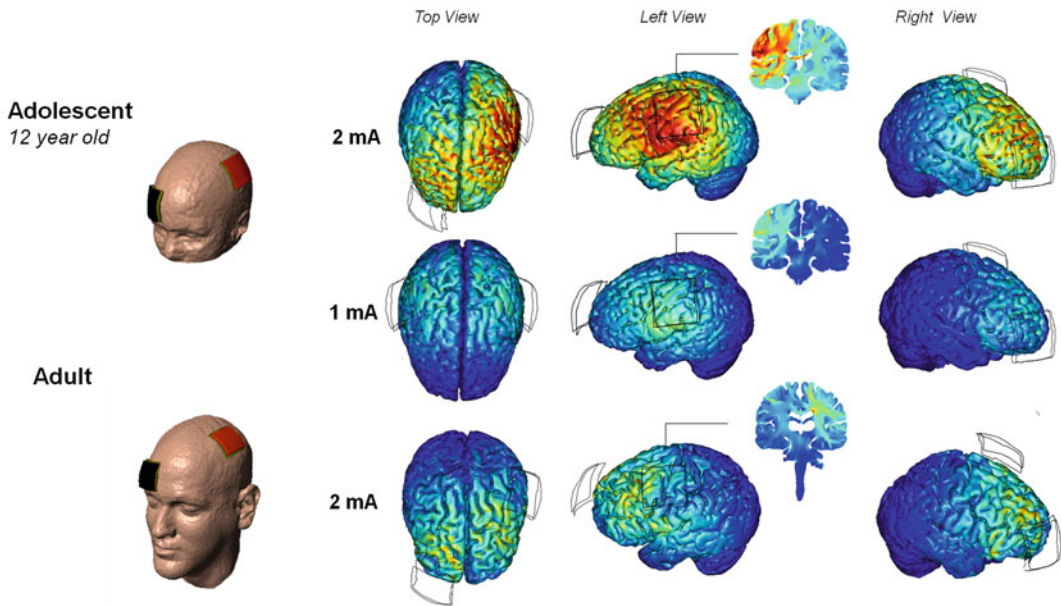 Top View
Left View
Right View
Adolescent
12 year old
2 mA
1 mA
Adult
2 mA